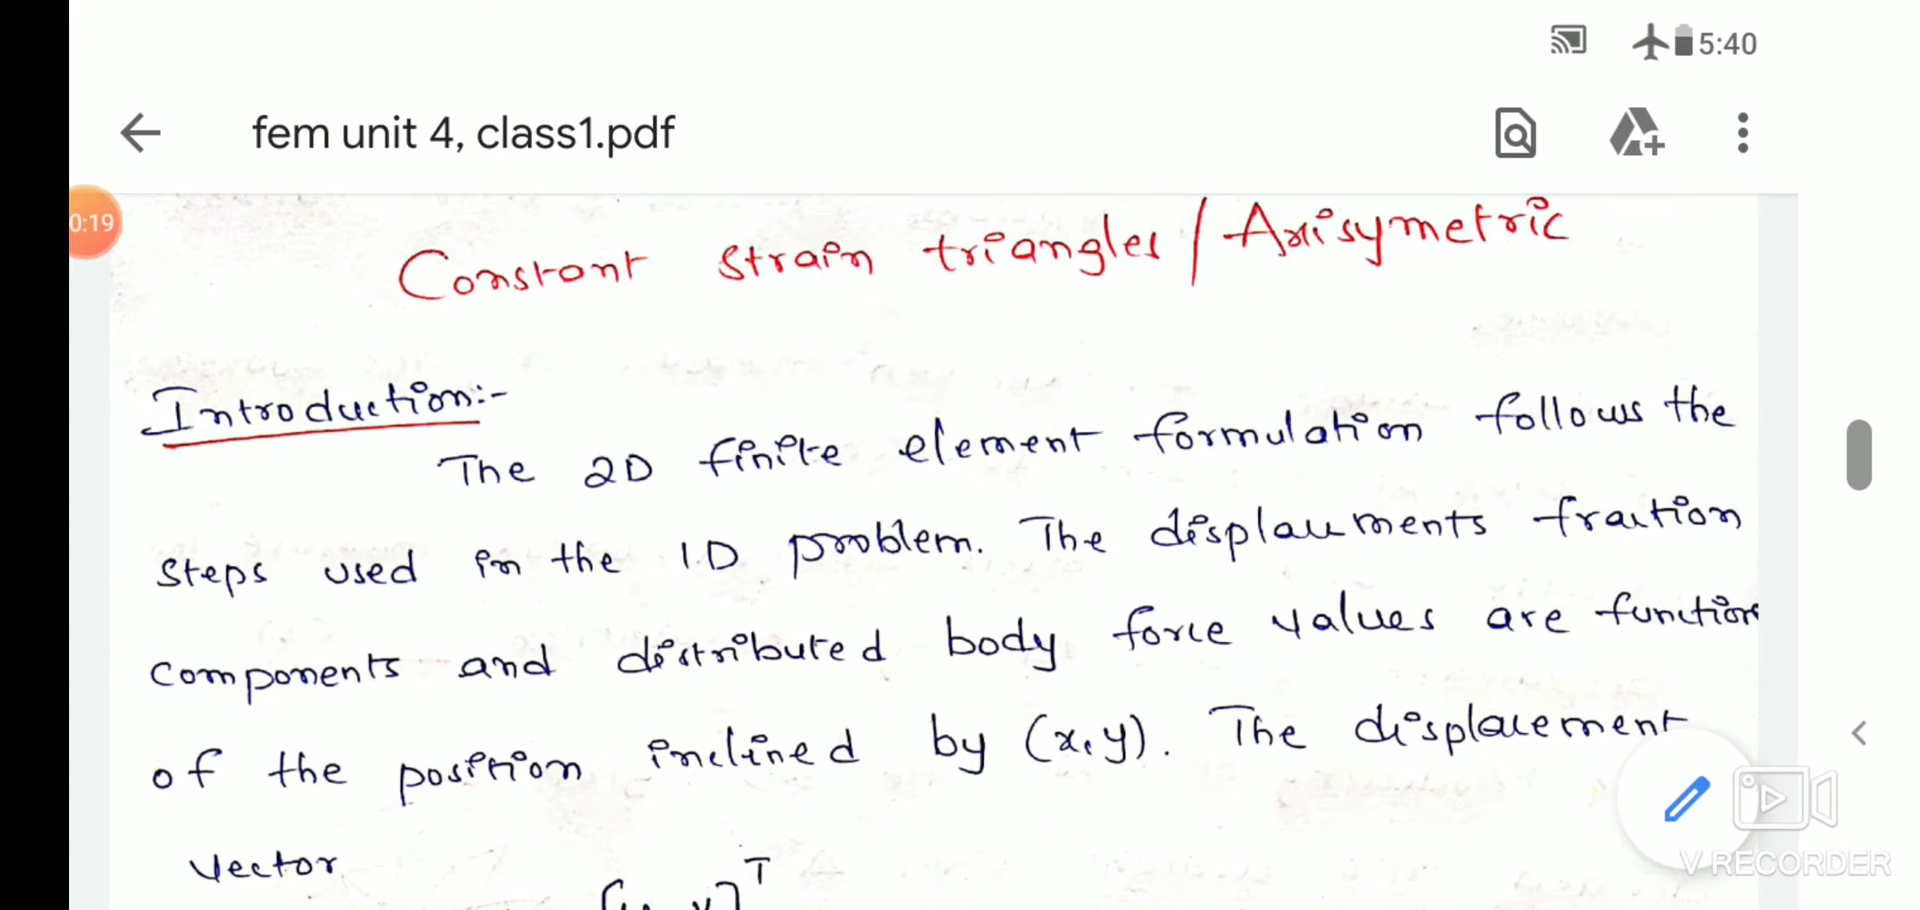 5:40
fem unit 4, class1.pdf
0:19
Constant strain triangles / Axisymetric
Introduction:-
The 2D finite element formulation follows the
steps used in the 1.D problem. The displacements fraction
components and distributed body force values are function
of the position inclined by (x,y). The displacement
vector
T
V RECORDER